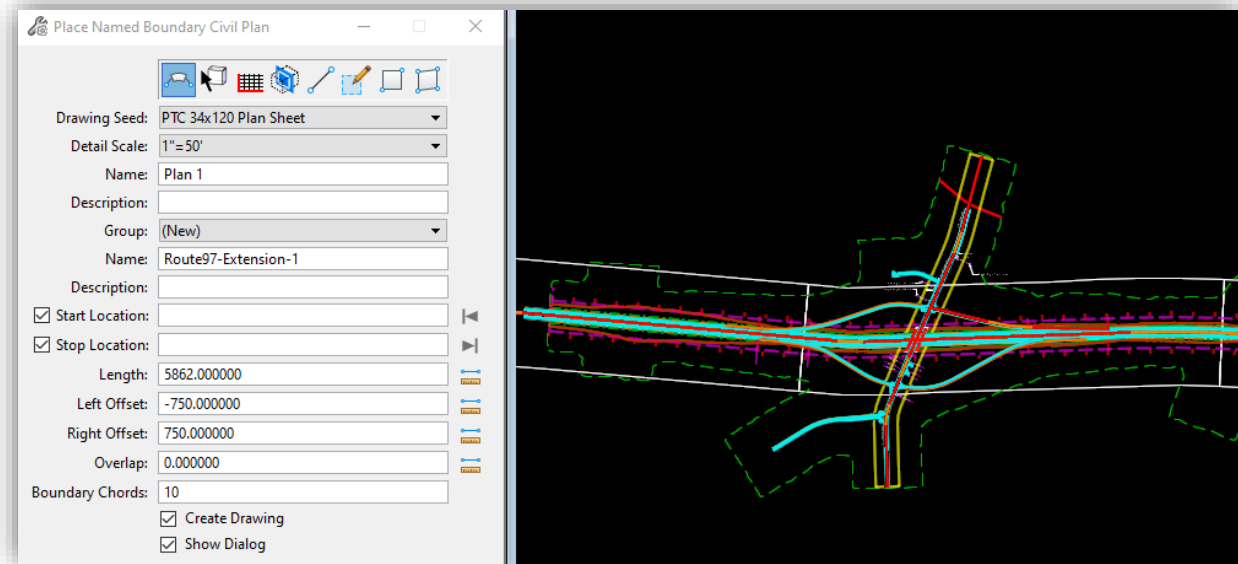 Place Named Boundary Civil Plan
Drawing Seed: PTC 34x120 Plan Sheet
Detail Scale: 1"=50'
Name: Plan 1
Description:
Group: (New)
Name: Route97-Extension-1
Description:
Start Location:
Stop Location:
Length: 5862.000000
Left Offset: -750.000000
Right Offset: 750.000000
Overlap: 0.000000
Boundary Chords: 10
Create Drawing
Show Dialog